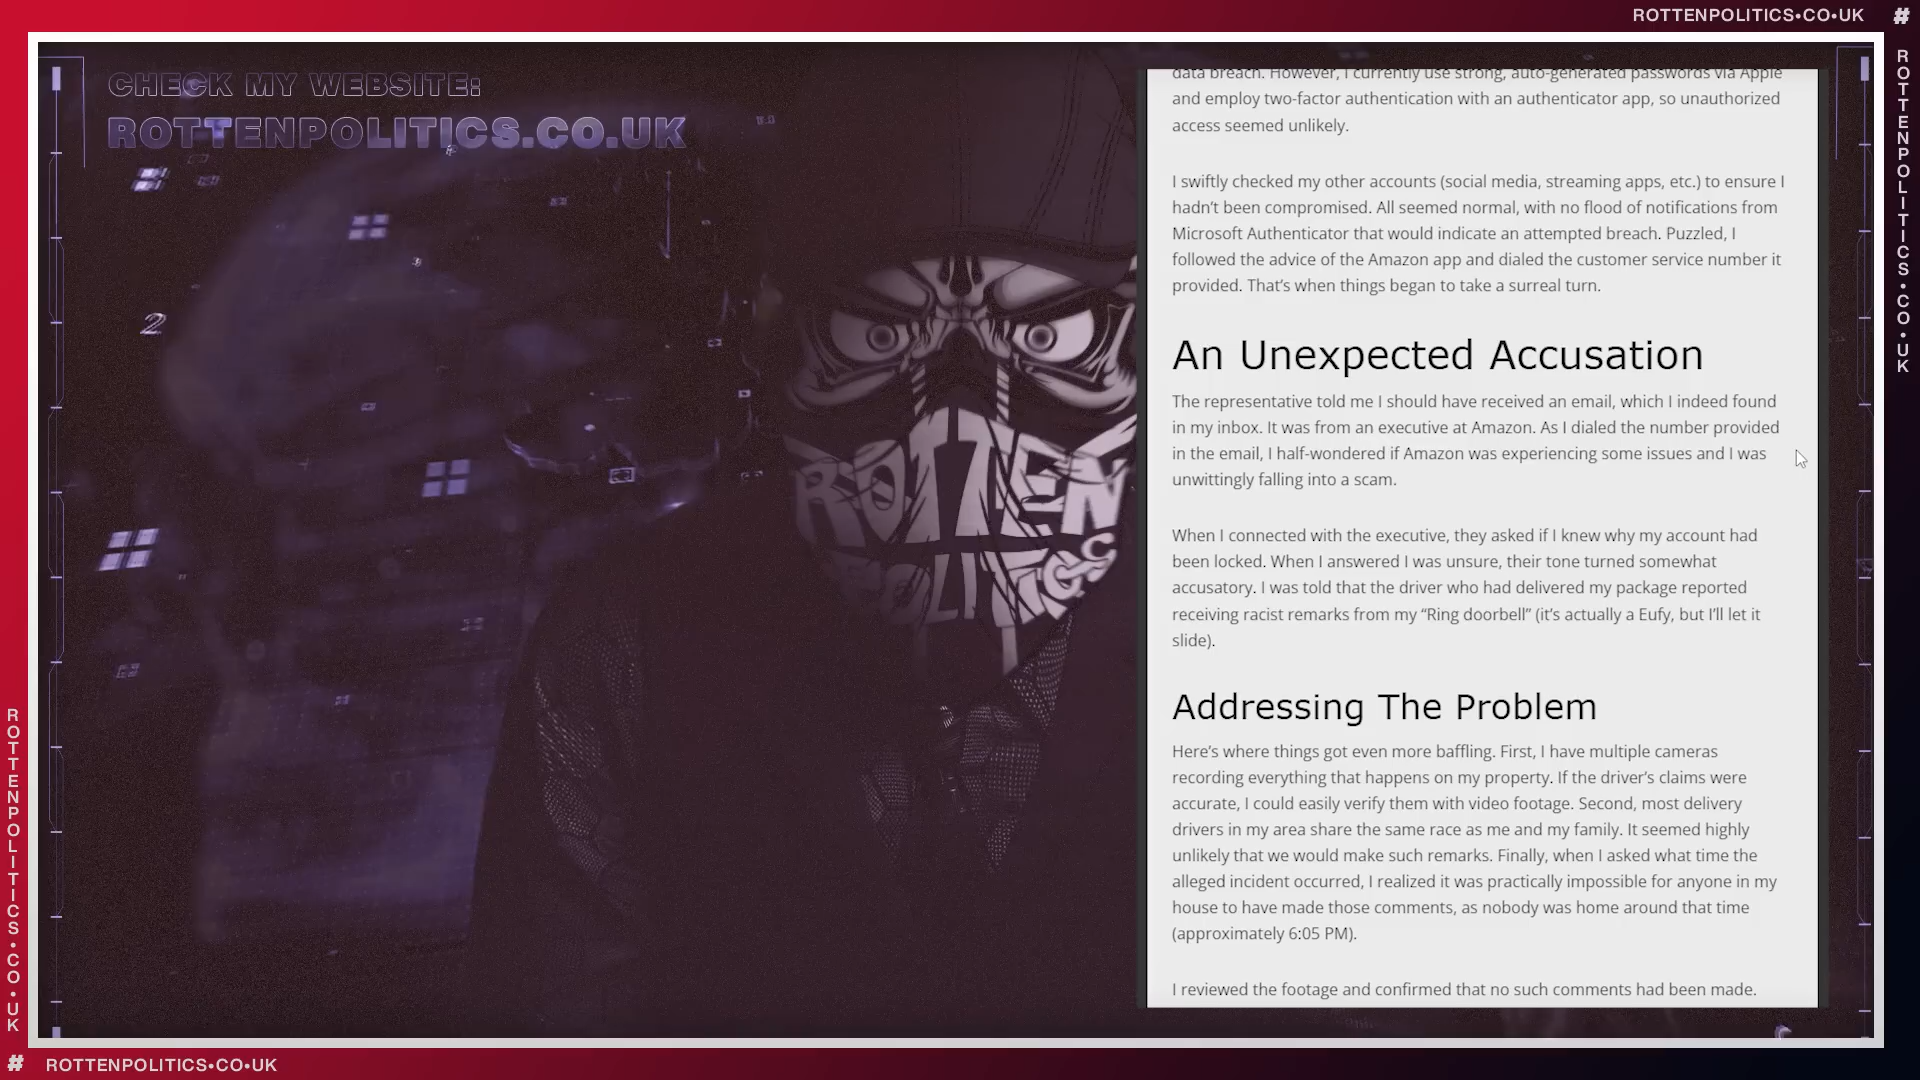 ROTTENPOLITICS•CO•UK #
CHECK MY WEBSITE:
ROTTENPOLITICS.CO.UK
2
ROTTEN
POLITICS
data breach. However, I currently use strong, auto-generated passwords via Apple
and employ two-factor authentication with an authenticator app, so unauthorized
access seemed unlikely.
I swiftly checked my other accounts (social media, streaming apps, etc.) to ensure I
hadn’t been compromised. All seemed normal, with no flood of notifications from
Microsoft Authenticator that would indicate an attempted breach. Puzzled, I
followed the advice of the Amazon app and dialed the customer service number it
provided. That’s when things began to take a surreal turn.
An Unexpected Accusation
The representative told me I should have received an email, which I indeed found
in my inbox. It was from an executive at Amazon. As I dialed the number provided
in the email, I half-wondered if Amazon was experiencing some issues and I was
unwittingly falling into a scam.
When I connected with the executive, they asked if I knew why my account had
been locked. When I answered I was unsure, their tone turned somewhat
accusatory. I was told that the driver who had delivered my package reported
receiving racist remarks from my “Ring doorbell” (it’s actually a Eufy, but I’ll let it
slide).
Addressing The Problem
Here’s where things got even more baffling. First, I have multiple cameras
recording everything that happens on my property. If the driver’s claims were
accurate, I could easily verify them with video footage. Second, most delivery
drivers in my area share the same race as me and my family. It seemed highly
unlikely that we would make such remarks. Finally, when I asked what time the
alleged incident occurred, I realized it was practically impossible for anyone in my
house to have made those comments, as nobody was home around that time
(approximately 6:05 PM).
I reviewed the footage and confirmed that no such comments had been made.
ROTTENPOLITICS•CO•UK
ROTTENPOLITICS•CO•UK
# ROTTENPOLITICS•CO•UK